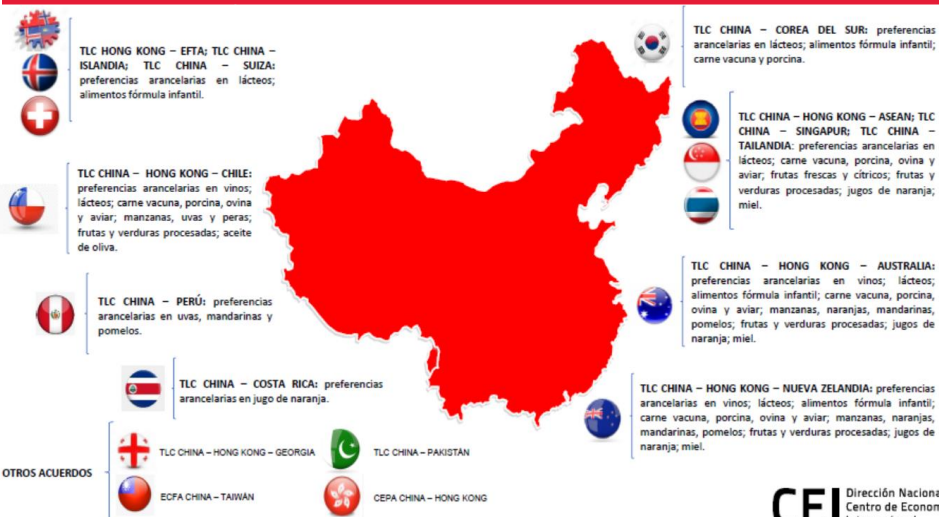 TLC HONG KONG – EFTA; TLC CHINA –
ISLANDIA; TLC CHINA – SUIZA:
preferencias arancelarias en lácteos;
alimentos fórmula infantil.
TLC CHINA – HONG KONG – CHILE:
preferencias arancelarias en vinos;
lácteos; carne vacuna, porcina, ovina
y aviar; manzanas, uvas y peras;
frutas y verduras procesadas; aceite
de oliva.
TLC CHINA – PERÚ: preferencias
arancelarias en uvas, mandarinas y
pomelos.
TLC CHINA – COSTA RICA: preferencias
arancelarias en jugo de naranja.
OTROS ACUERDOS
TLC CHINA – HONG KONG – GEORGIA
TLC CHINA – PAKISTÁN
ECFA CHINA – TAIWÁN
CEPA CHINA – HONG KONG
TLC CHINA – COREA DEL SUR: preferencias
arancelarias en lácteos; alimentos fórmula infantil;
carne vacuna y porcina.
TLC CHINA – HONG KONG – ASEAN; TLC
CHINA – SINGAPUR; TLC CHINA –
TAILANDIA: preferencias arancelarias en
lácteos; carne vacuna, porcina, ovina y
aviar; frutas frescas y cítricos; frutas y
verduras procesadas; jugos de naranja;
miel.
TLC CHINA – HONG KONG – AUSTRALIA:
preferencias arancelarias en vinos; lácteos;
alimentos fórmula infantil; carne vacuna, porcina,
ovina y aviar; manzanas, naranjas, mandarinas,
pomelos; frutas y verduras procesadas; jugos de
naranja; miel.
TLC CHINA – HONG KONG – NUEVA ZELANDIA: preferencias
arancelarias en vinos; lácteos; alimentos fórmula infantil;
carne vacuna, porcina, ovina y aviar; manzanas, naranjas,
mandarinas, pomelos; frutas y verduras procesadas; jugos de
naranja; miel.
CEI
Dirección Naciona
Centro de Econom